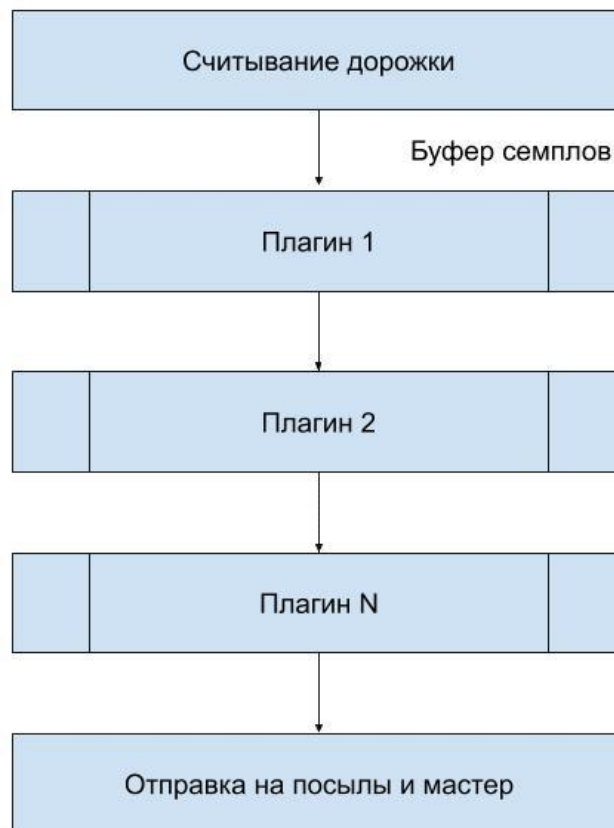 Считывание дорожки
Буфер семплов
Плагин 1
Плагин 2
Плагин N
Отправка на посылы и мастер